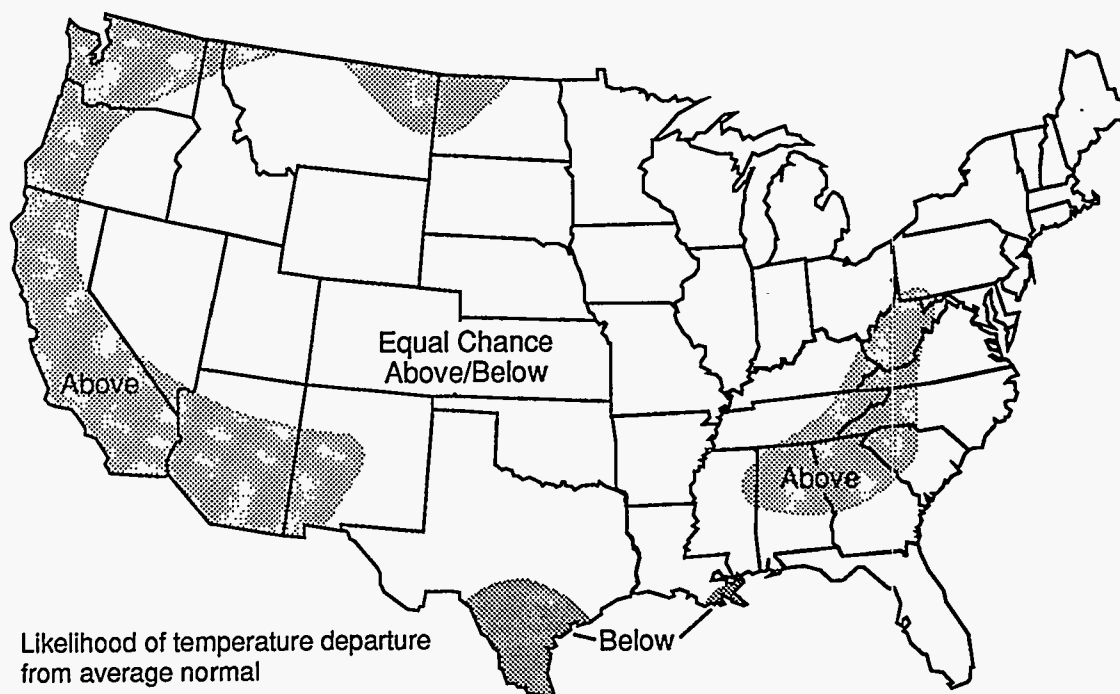 Equal Chance
Above/Below
Above
Above
Below
Likelihood of temperature departure
from average normal